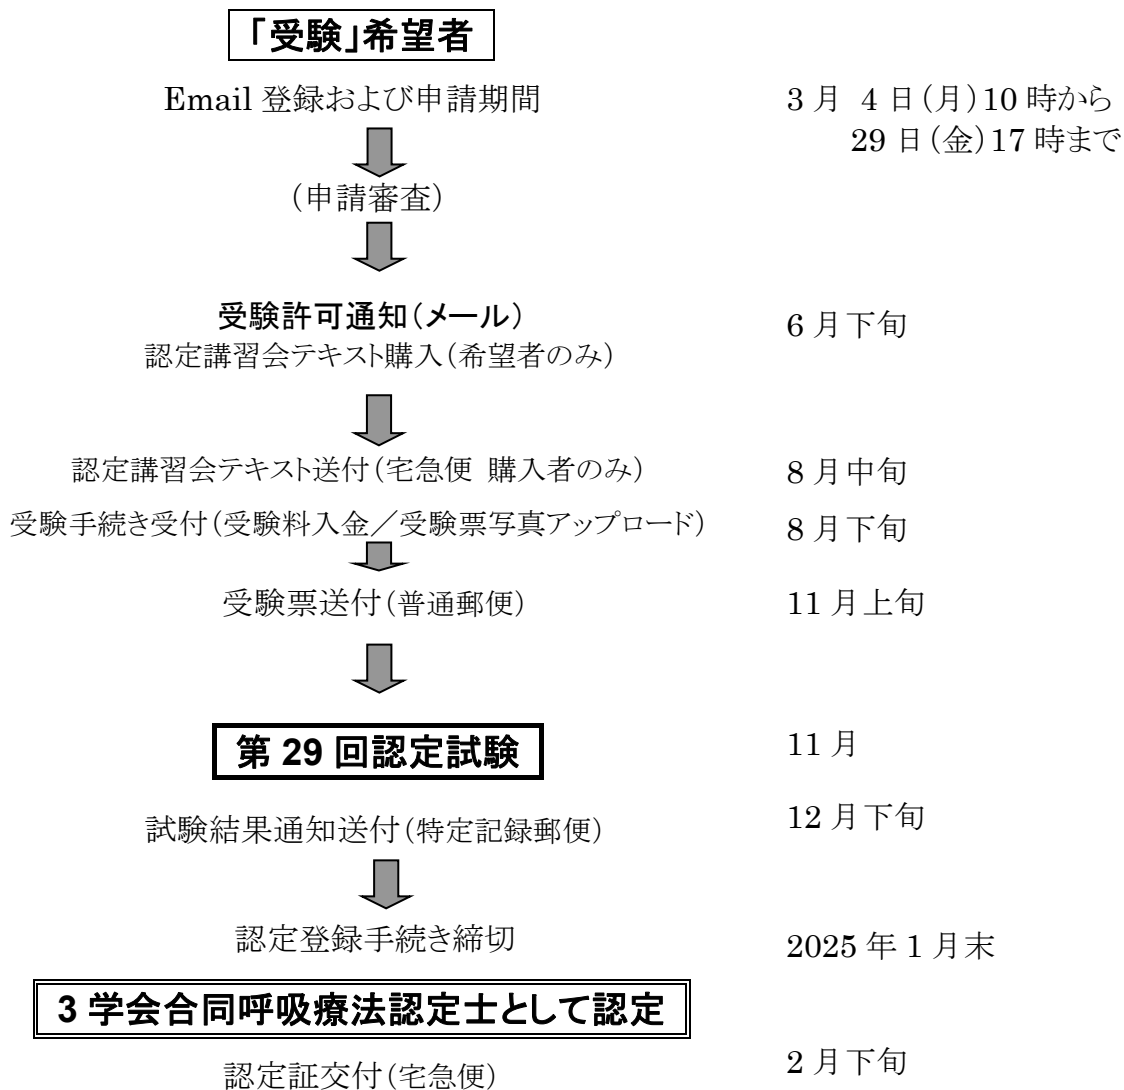 「受験」希望者
Email 登録および申請期間
3 月 4 日(月)10 時から
29 日(金)17 時まで
(申請審査)
受験許可通知(メール)
6 月下旬
認定講習会テキスト購入(希望者のみ)
認定講習会テキスト送付(宅急便 購入者のみ)
8 月中旬
受験手続き受付(受験料入金/受験票写真アップロード)
8 月下旬
受験票送付(普通郵便)
11 月上旬
第 29 回認定試験
11 月
試験結果通知送付(特定記録郵便)
12 月下旬
認定登録手続き締切
2025 年 1 月末
3 学会合同呼吸療法認定士として認定
認定証交付(宅急便)
2 月下旬